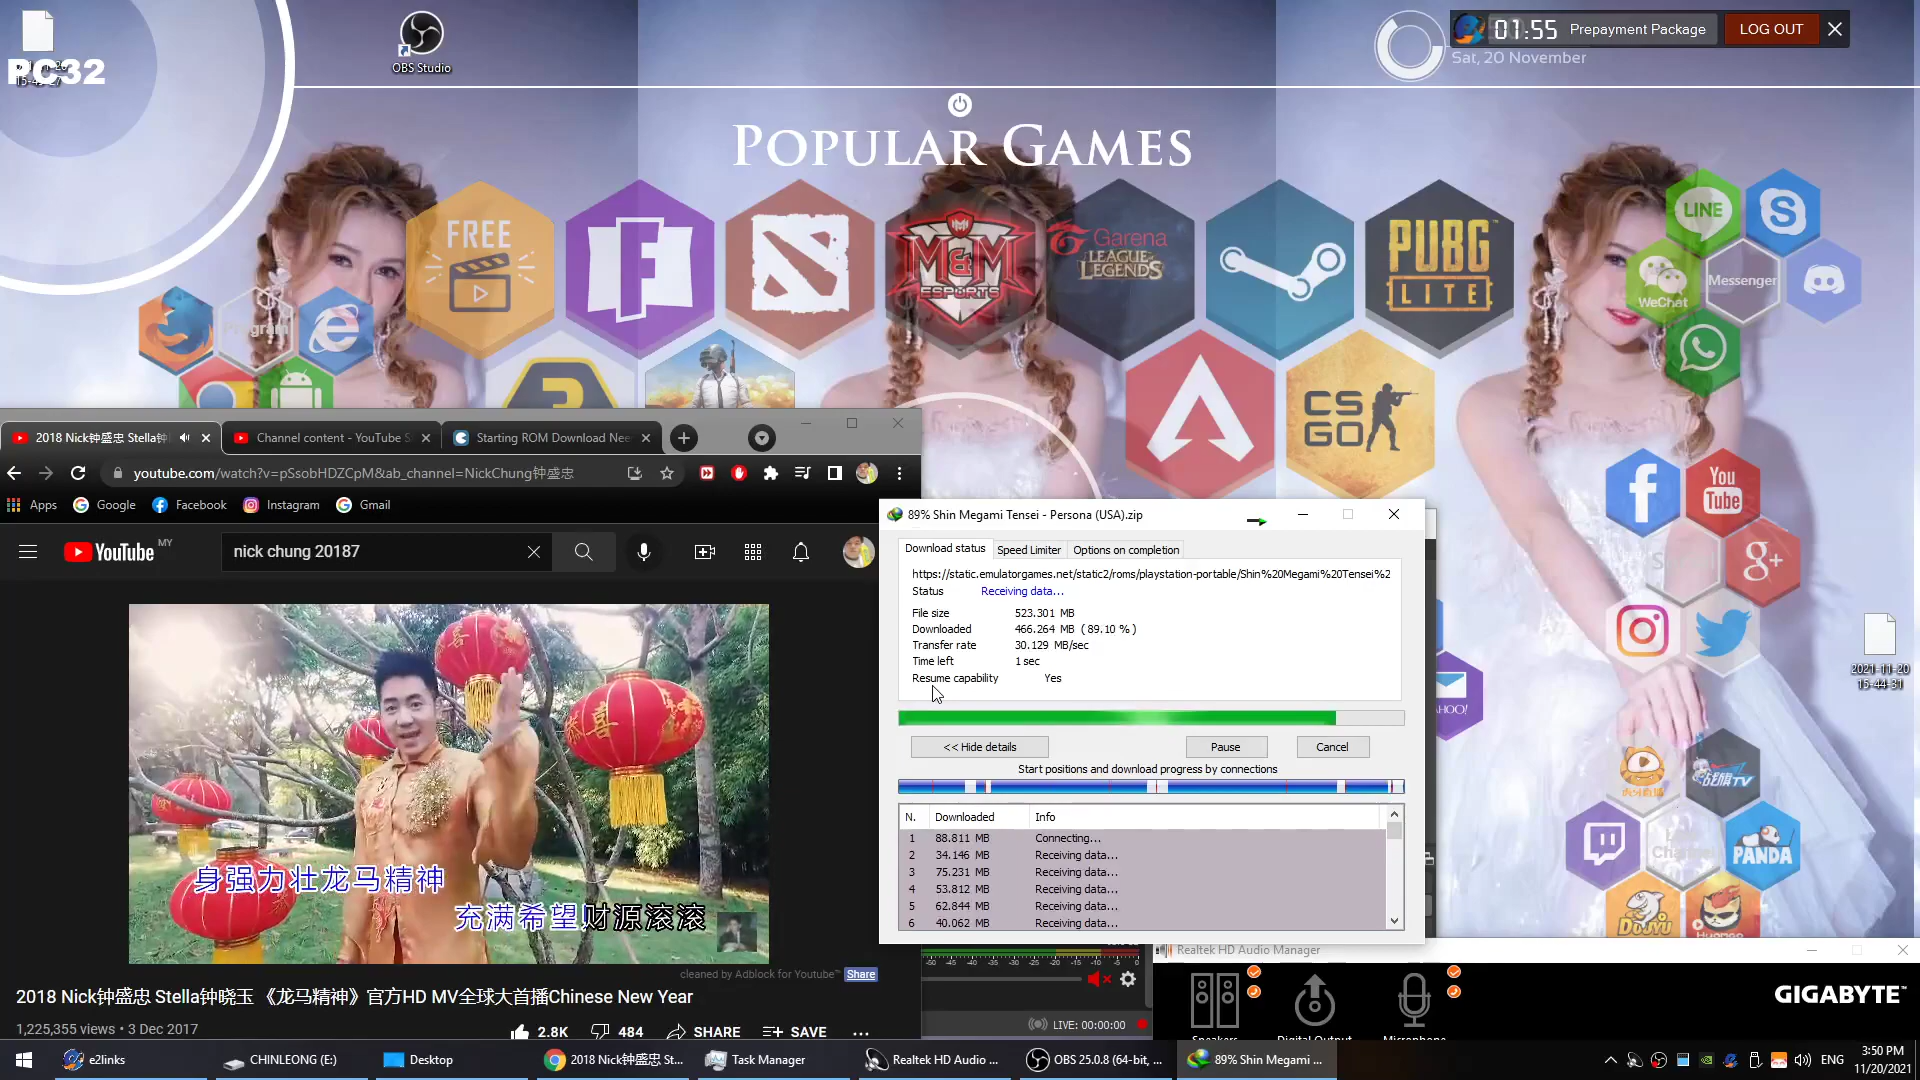 PC32
OBS Studio
01:55
Prepayment Package
LOG OUT
Sat, 20 November
POPULAR GAMES
FREE
M&M
ESPORTS
Garena
LEAGUE
LEGENDS
PUBG
LITE
LINE
WeChat
Messenger
CS
GO
You
Tube
PANDA
2021-11-20
15-44-31
2018 Nick钟盛忠 Stella钟
Channel content - YouTube S
Starting ROM Download Nee
youtube.com/watch?v=pSsobHDZCpM&ab_channel=NickChung钟盛忠
Apps
Google
Facebook
Instagram
Gmail
YouTube
MY
nick chung 20187
身强力壮龙马精神
充满希望财源滚滚
cleaned by Adblock for Youtube™
Share
2018 Nick钟盛忠 Stella钟晓玉 《龙马精神》官方HD MV全球大首播Chinese New Year
1,225,355 views • 3 Dec 2017
2.8K
484
SHARE
SAVE
89% Shin Megami Tensei - Persona (USA).zip
Download status
Speed Limiter
Options on completion
https://static.emulatorgames.net/static2/roms/playstation-portable/Shin%20Megami%20Tensei%2
Status Receiving data...
File size 523.301 MB
Downloaded 466.264 MB ( 89.10 % )
Transfer rate 30.129 MB/sec
Time left 1 sec
Resume capability Yes
<< Hide details
Pause
Cancel
Start positions and download progress by connections
N. Downloaded Info
1 88.811 MB Connecting...
2 34.146 MB Receiving data...
3 75.231 MB Receiving data...
4 53.812 MB Receiving data...
5 62.844 MB Receiving data...
6 40.062 MB Receiving data...
LIVE: 00:00:00
Realtek HD Audio Manager
GIGABYTE™
e2links
CHINLEONG (E:)
Desktop
2018 Nick钟盛忠 St...
Task Manager
Realtek HD Audio ...
OBS 25.0.8 (64-bit, ...
89% Shin Megami ...
ENG
3:50 PM
11/20/2021